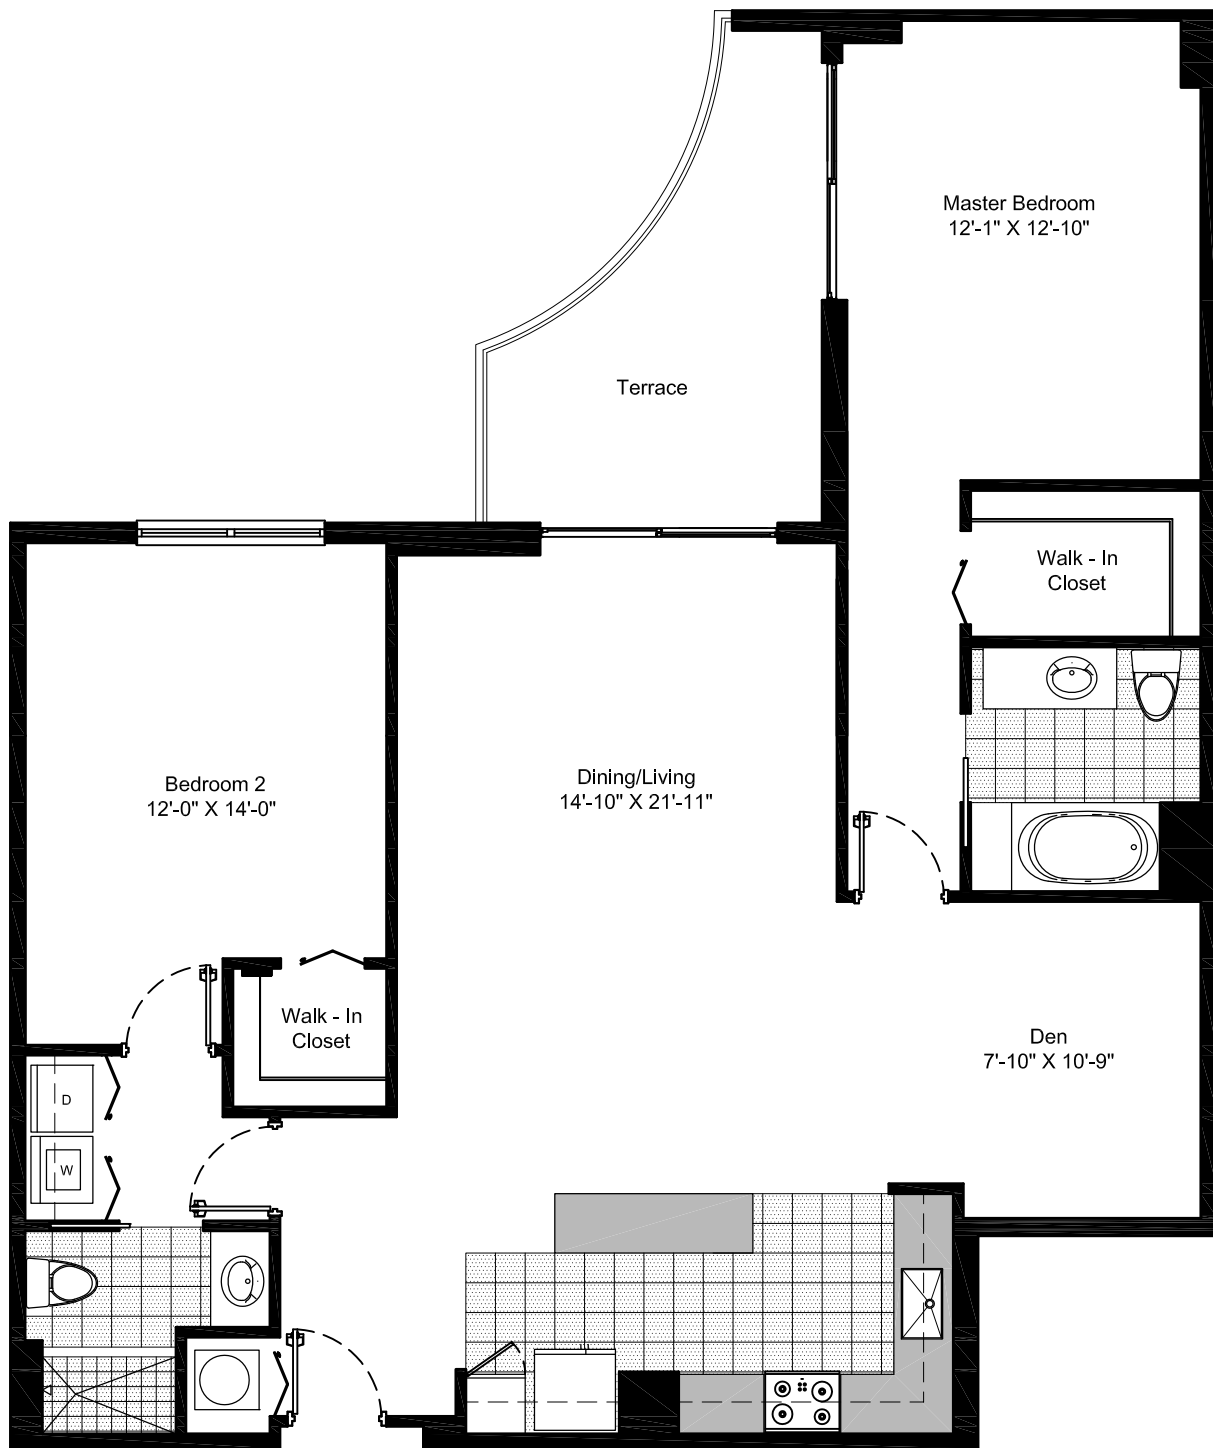 Master Bedroom
12'-1" X 12'-10"
Terrace
Walk - In
Closet
Bedroom 2
12'-0" X 14'-0"
Dining/Living
14'-10" X 21'-11"
Walk - In
Closet
Den
7'-10" X 10'-9"
D
W